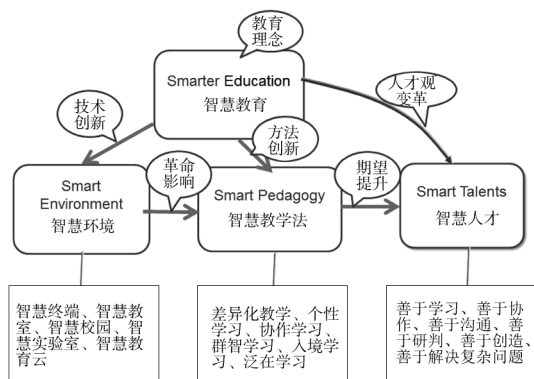 教育
理念
Smarter Education
智慧教育
技术
创新
方法
创新
人才观
变革
革命
影响
期望
提升
Smart
Environment
智慧环境
Smart Pedagogy
智慧教学法
Smart Talents
智慧人才
智慧终端、智慧教
室、智慧校园、智
慧实验室、智慧教
育云
差异化教学、个性
学习、协作学习、
群智学习、入境学
习、泛在学习
善于学习、善于协
作、善于沟通、善
于研判、善于创造、
善于解决复杂问题